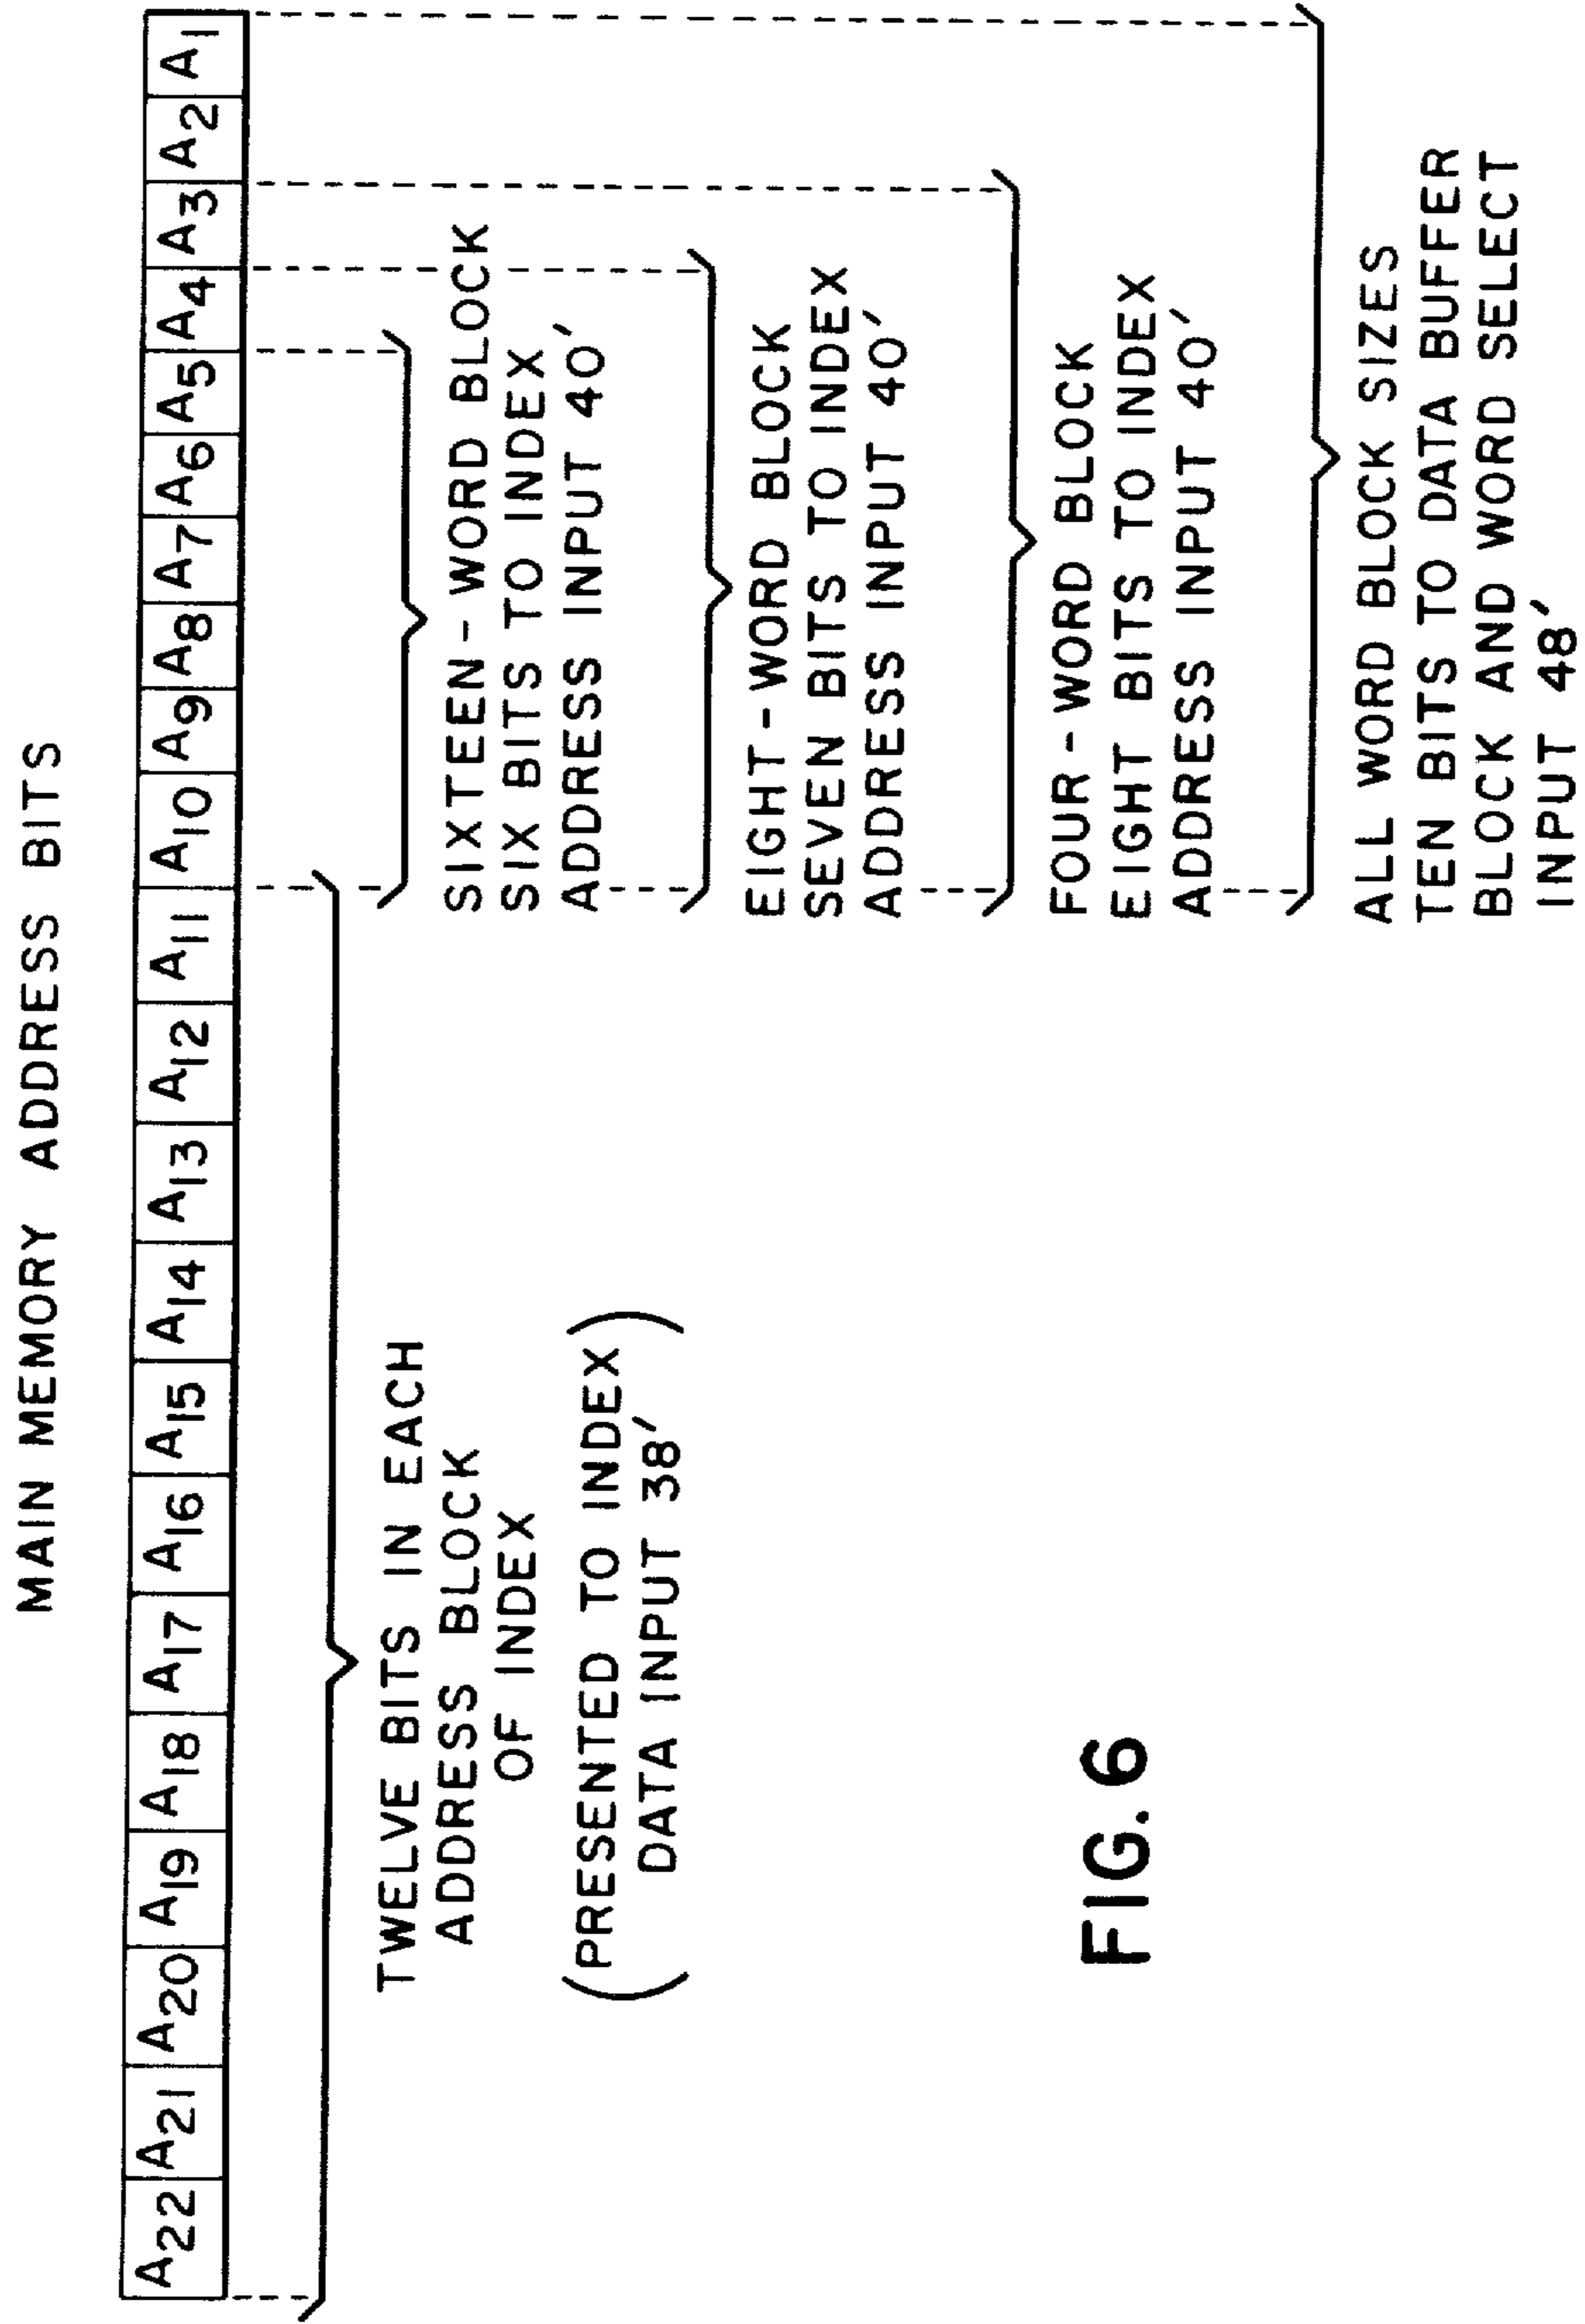 MAIN MEMORY ADDRESS BITS
A22 A21 A20 A19 A18 A17 A16 A15 A14 A13 A12 A11 A10 A9 A8 A7 A6 A5 A4 A3 A2 A1
TWELVE BITS IN EACH
ADDRESS BLOCK
OF INDEX
(PRESENTED TO INDEX
DATA INPUT 38′)
SIXTEEN-WORD BLOCK
SIX BITS TO INDEX
ADDRESS INPUT 40′
EIGHT-WORD BLOCK
SEVEN BITS TO INDEX
ADDRESS INPUT 40′
FOUR-WORD BLOCK
EIGHT BITS TO INDEX
ADDRESS INPUT 40′
ALL WORD BLOCK SIZES
TEN BITS TO DATA BUFFER
BLOCK AND WORD SELECT
INPUT 48′
FIG.6